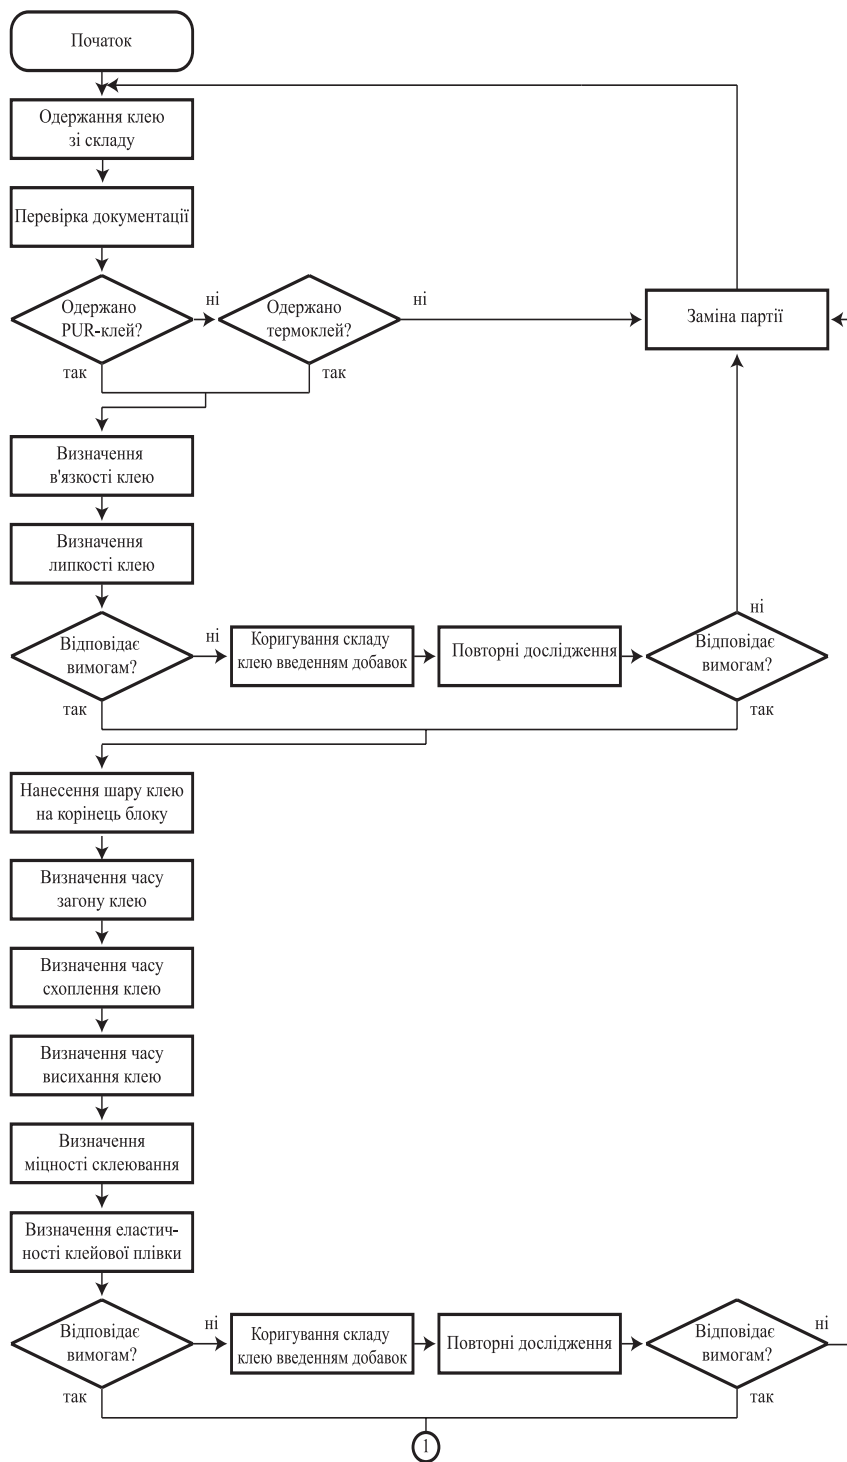 Початок
Одержання клею
зі складу
Перевірка документації
Одержано
PUR-клей?
ні
Одержано
термоклей?
ні
Заміна партії
так
так
Визначення
в'язкості клею
Визначення
липкості клею
Відповідає
вимогам?
ні
Коригування складу
клею введенням добавок
Повторні дослідження
Відповідає
вимогам?
ні
так
так
Нанесення шару клею
на корінець блоку
Визначення часу
загону клею
Визначення часу
схоплення клею
Визначення часу
висихання клею
Визначення
міцності склеювання
Визначення еластич-
ності клейової плівки
Відповідає
вимогам?
ні
Коригування складу
клею введенням добавок
Повторні дослідження
Відповідає
вимогам?
ні
так
так
1